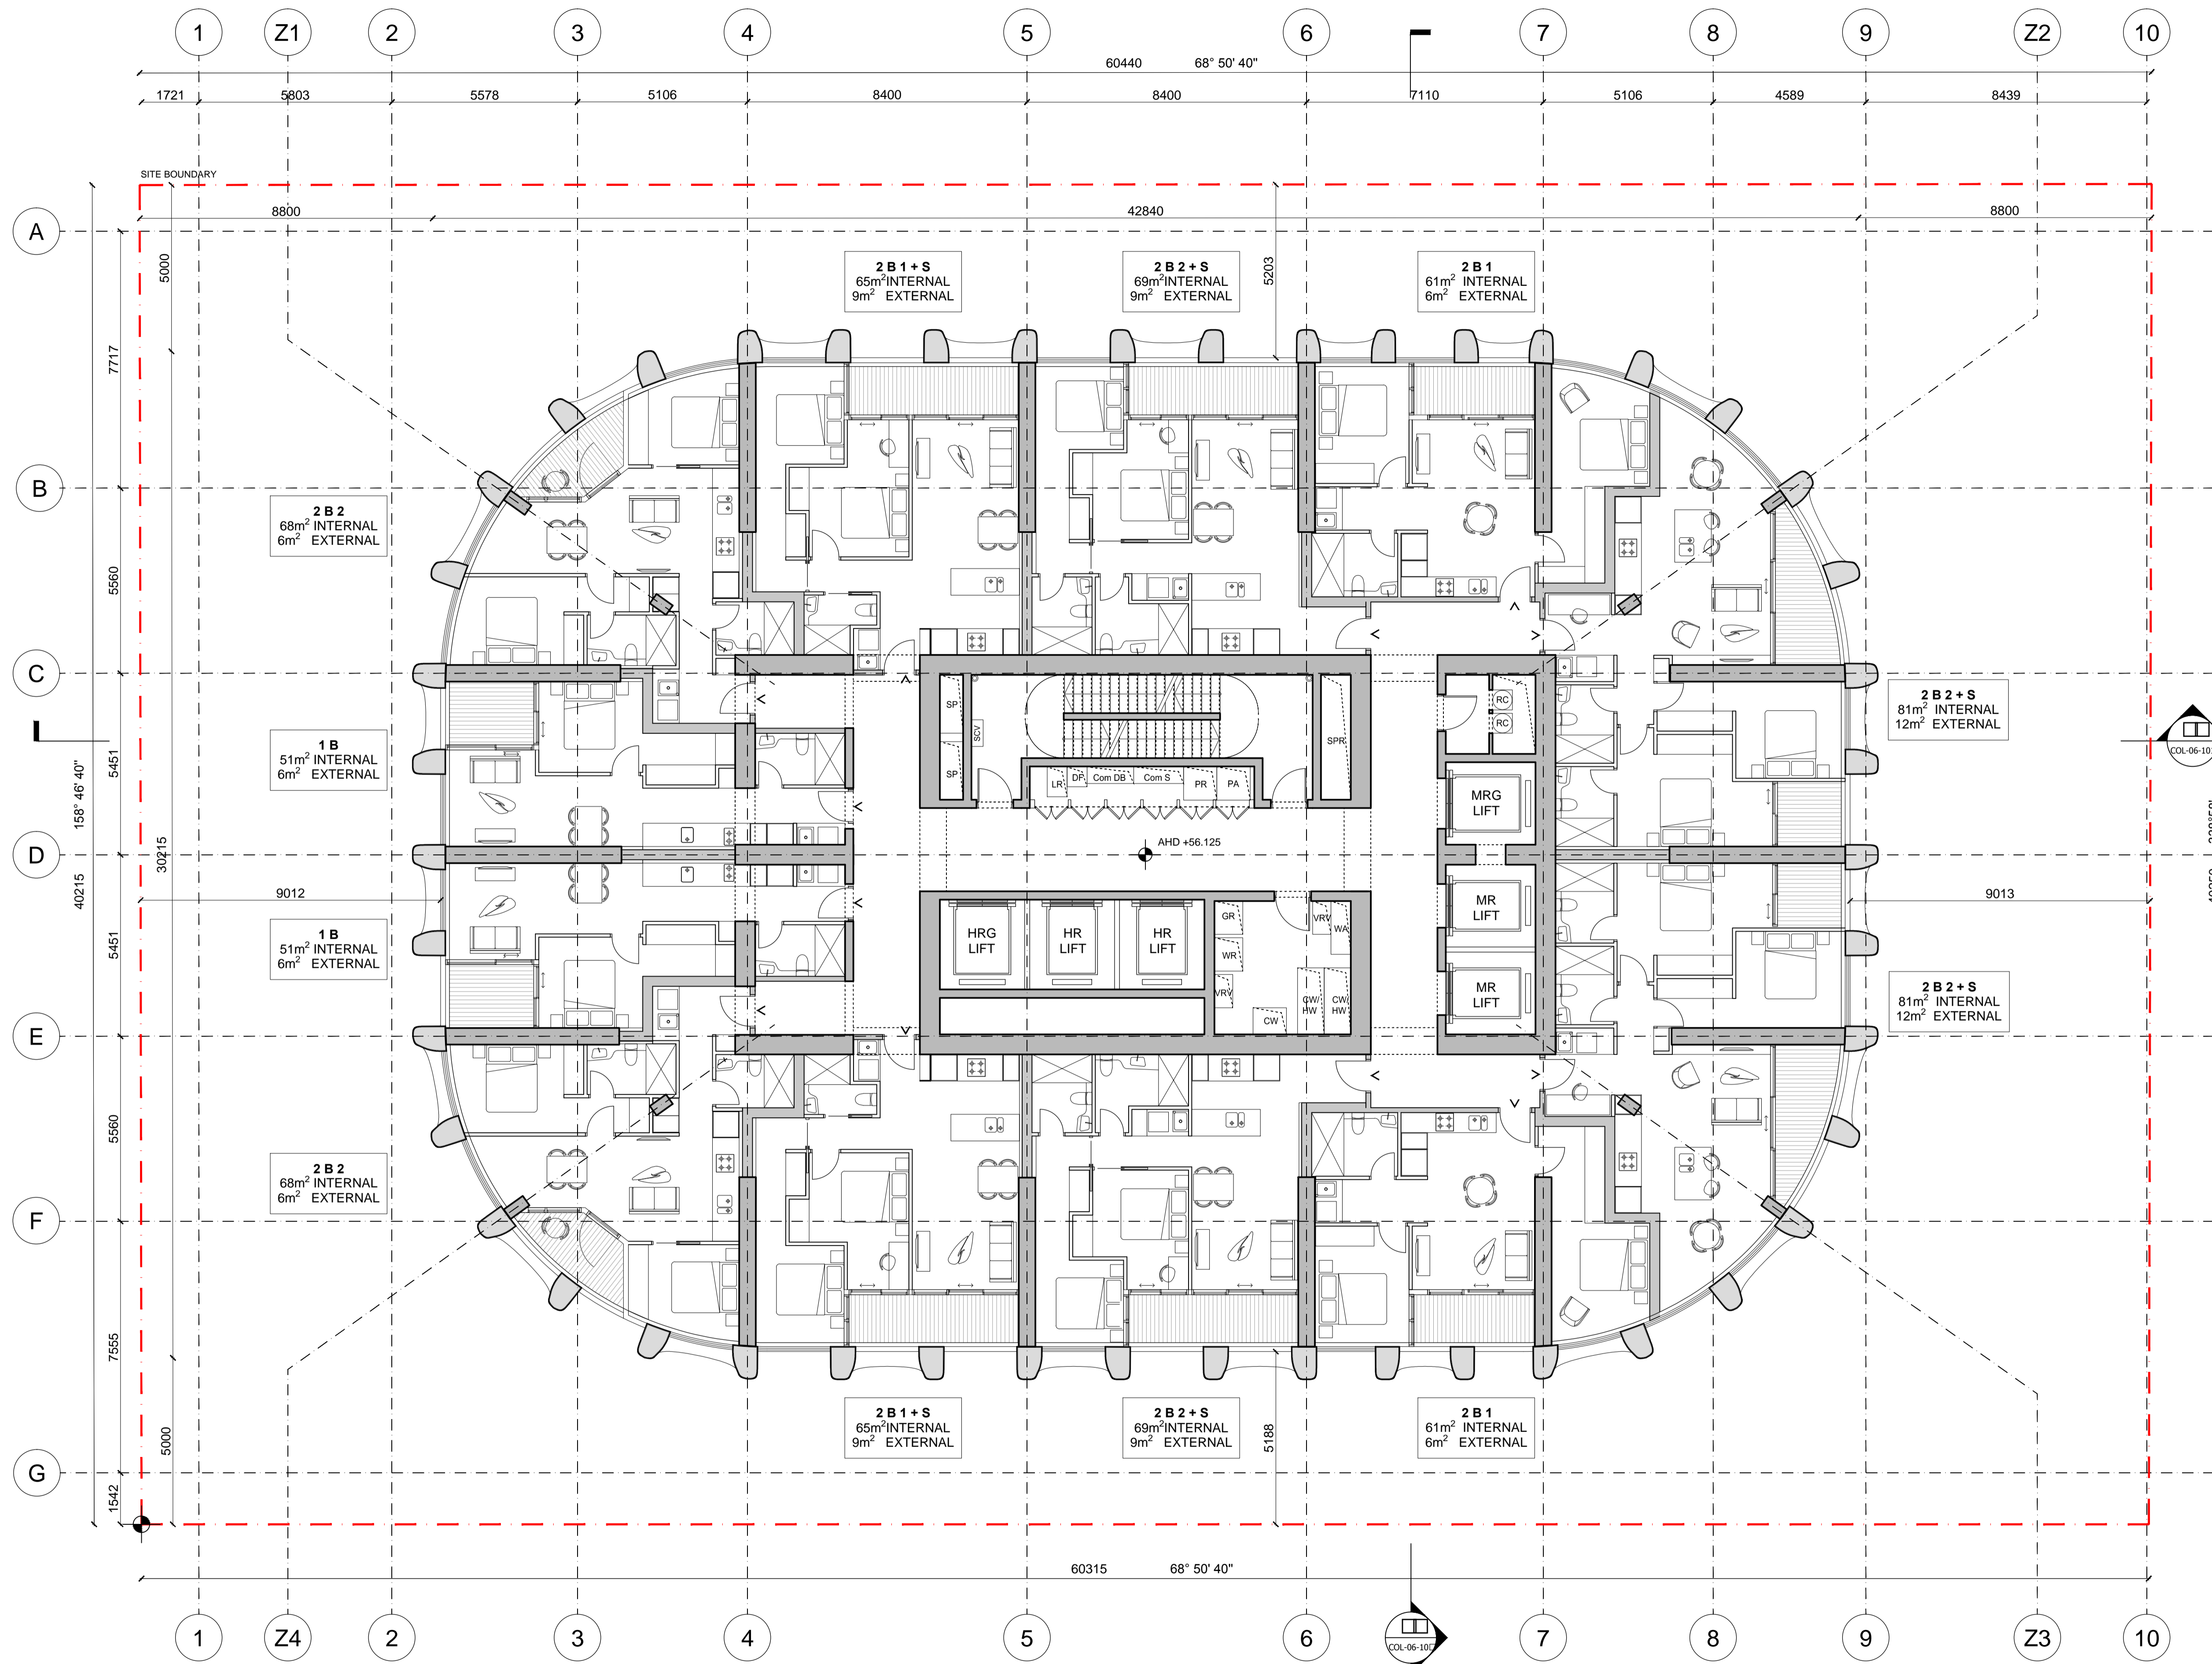 1 Z1 2 3 4 5 6 7 8 9 Z2 10
60440 68° 50' 40"
1721 5803 5578 5106 8400 8400 7110 5106 4589 8439
SITE BOUNDARY
8800 42840 8800
A
5000
5203
7717
2 B 1 + S
65m² INTERNAL
9m² EXTERNAL
2 B 2 + S
69m² INTERNAL
9m² EXTERNAL
2 B 1
61m² INTERNAL
6m² EXTERNAL
B
2 B 2
68m² INTERNAL
6m² EXTERNAL
5560
C
2 B 2 + S
81m² INTERNAL
12m² EXTERNAL
1 B
51m² INTERNAL
6m² EXTERNAL
5451
158° 46' 40"
40215
30215
SP
SP
SCV
SPR
RC
RC
LR DP Com DB Com S PR PA
MRG
LIFT
COL-06-10
D
AHD +56.125
9012
9013
MR
LIFT
HRG
LIFT
HR
LIFT
HR
LIFT
GR
WR
VRV
VRV
WA
CW
CW/
HW
CW/
HW
MR
LIFT
1 B
51m² INTERNAL
6m² EXTERNAL
5451
2 B 2 + S
81m² INTERNAL
12m² EXTERNAL
E
5560
2 B 2
68m² INTERNAL
6m² EXTERNAL
F
7555
5000
5188
2 B 1 + S
65m² INTERNAL
9m² EXTERNAL
2 B 2 + S
69m² INTERNAL
9m² EXTERNAL
2 B 1
61m² INTERNAL
6m² EXTERNAL
G
1542
60315 68° 50' 40"
1 Z4 2 3 4 5 6 7 8 9 Z3 10
COL-06-10